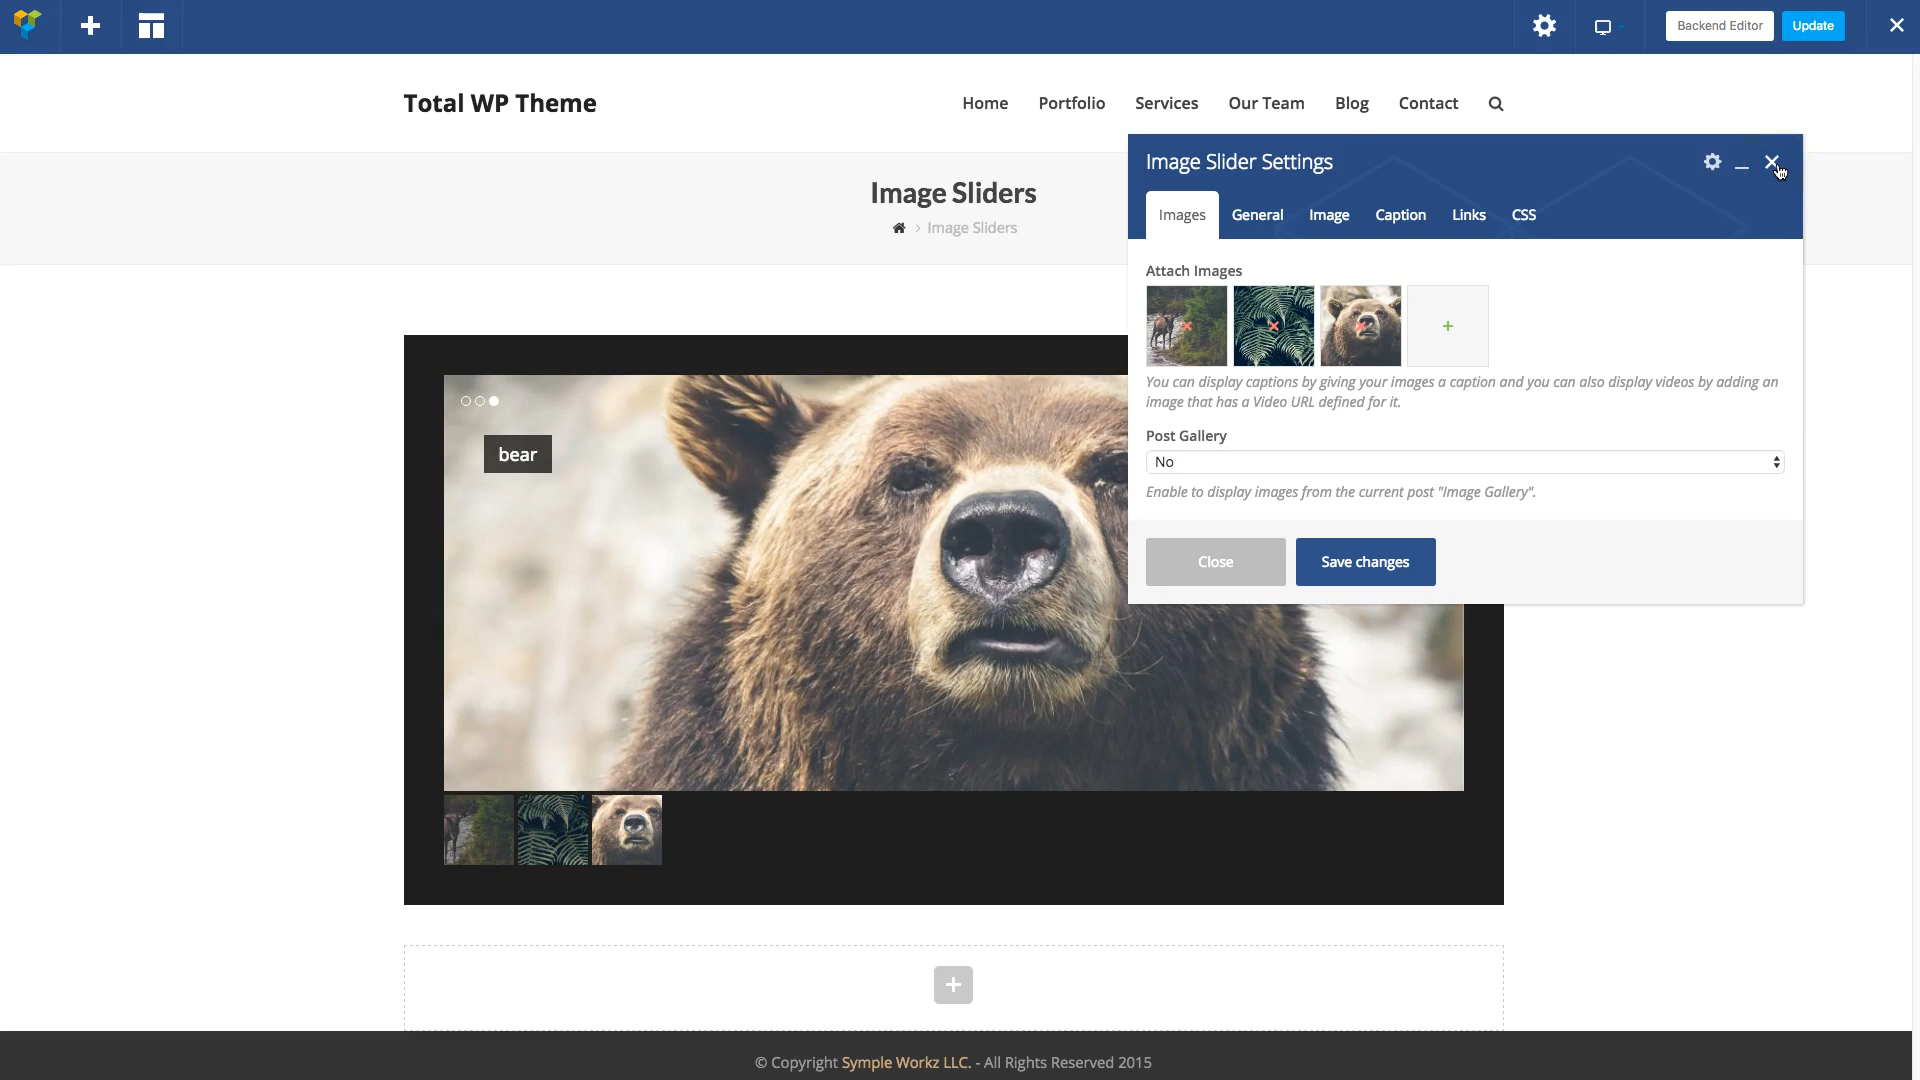 Backend Editor
Update
Total WP Theme
Home
Portfolio
Services
Our Team
Blog
Contact
Image Sliders
Image Sliders
Image Slider Settings
Images
General
Image
Caption
Links
CSS
Attach Images
You can display captions by giving your images a caption and you can also display videos by adding an
image that has a Video URL defined for it.
Post Gallery
No
Enable to display images from the current post "Image Gallery".
Close
Save changes
bear
© Copyright Symple Workz LLC. - All Rights Reserved 2015